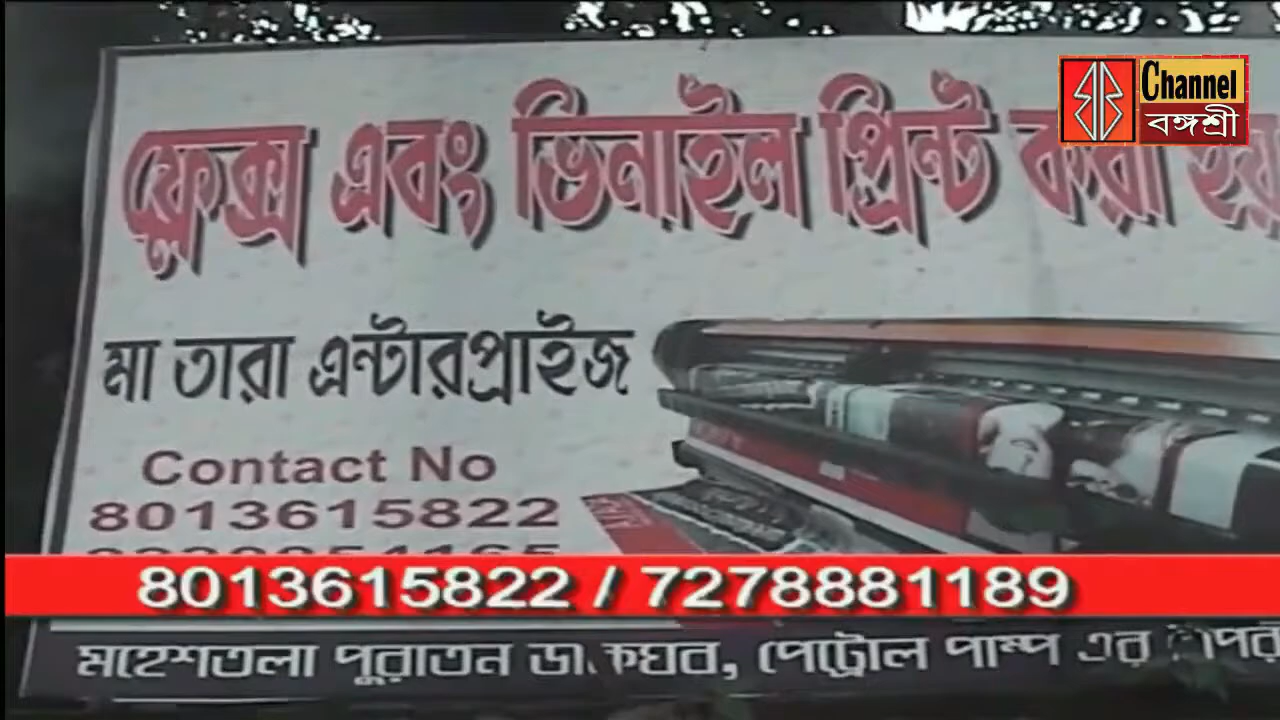 Channel
বঙ্গশ্রী
ফ্লেক্স এবং ভিনাইল প্রিন্ট করা হয়
মা তারা এন্টারপ্রাইজ
Contact No
8013615822
8013615822 / 7278881189
মহেশতলা পুরাতন ডাকঘর, পেট্রোল পাম্প এর